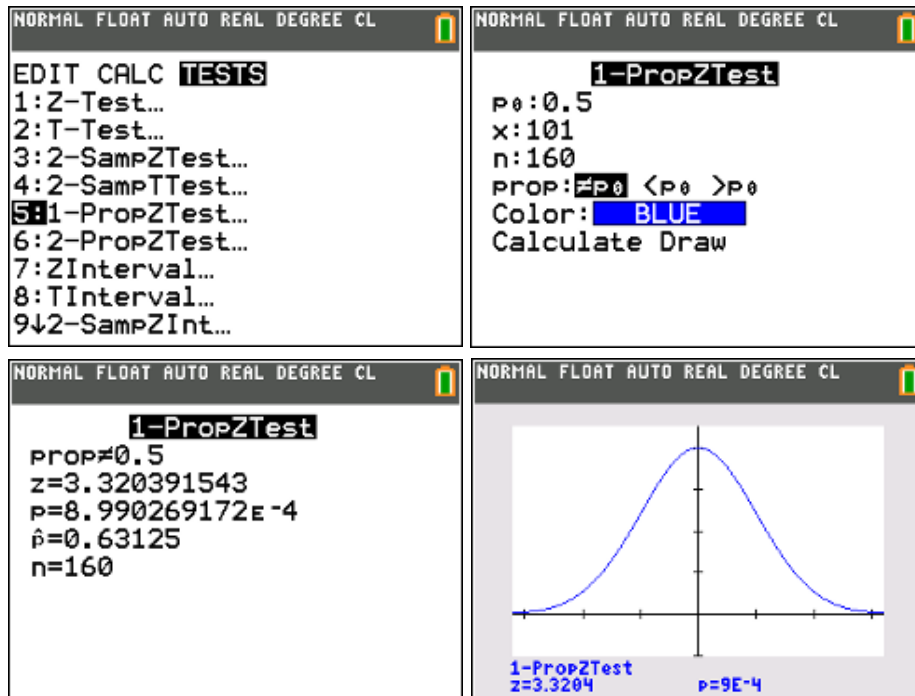 NORMAL FLOAT AUTO REAL DEGREE CL
EDIT CALC TESTS
1:Z-Test…
2:T-Test…
3:2-SampZTest…
4:2-SampTTest…
5:1-PropZTest…
6:2-PropZTest…
7:ZInterval…
8:TInterval…
9↓2-SampZInt…
NORMAL FLOAT AUTO REAL DEGREE CL
1-PropZTest
p₀:0.5
x:101
n:160
prop:≠p₀ <p₀ >p₀
Color: BLUE
Calculate Draw
NORMAL FLOAT AUTO REAL DEGREE CL
1-PropZTest
prop≠0.5
z=3.320391543
p=8.990269172ᴇ⁻4
p̂=0.63125
n=160
NORMAL FLOAT AUTO REAL DEGREE CL
1-PropZTest
z=3.3204 p=9E⁻4